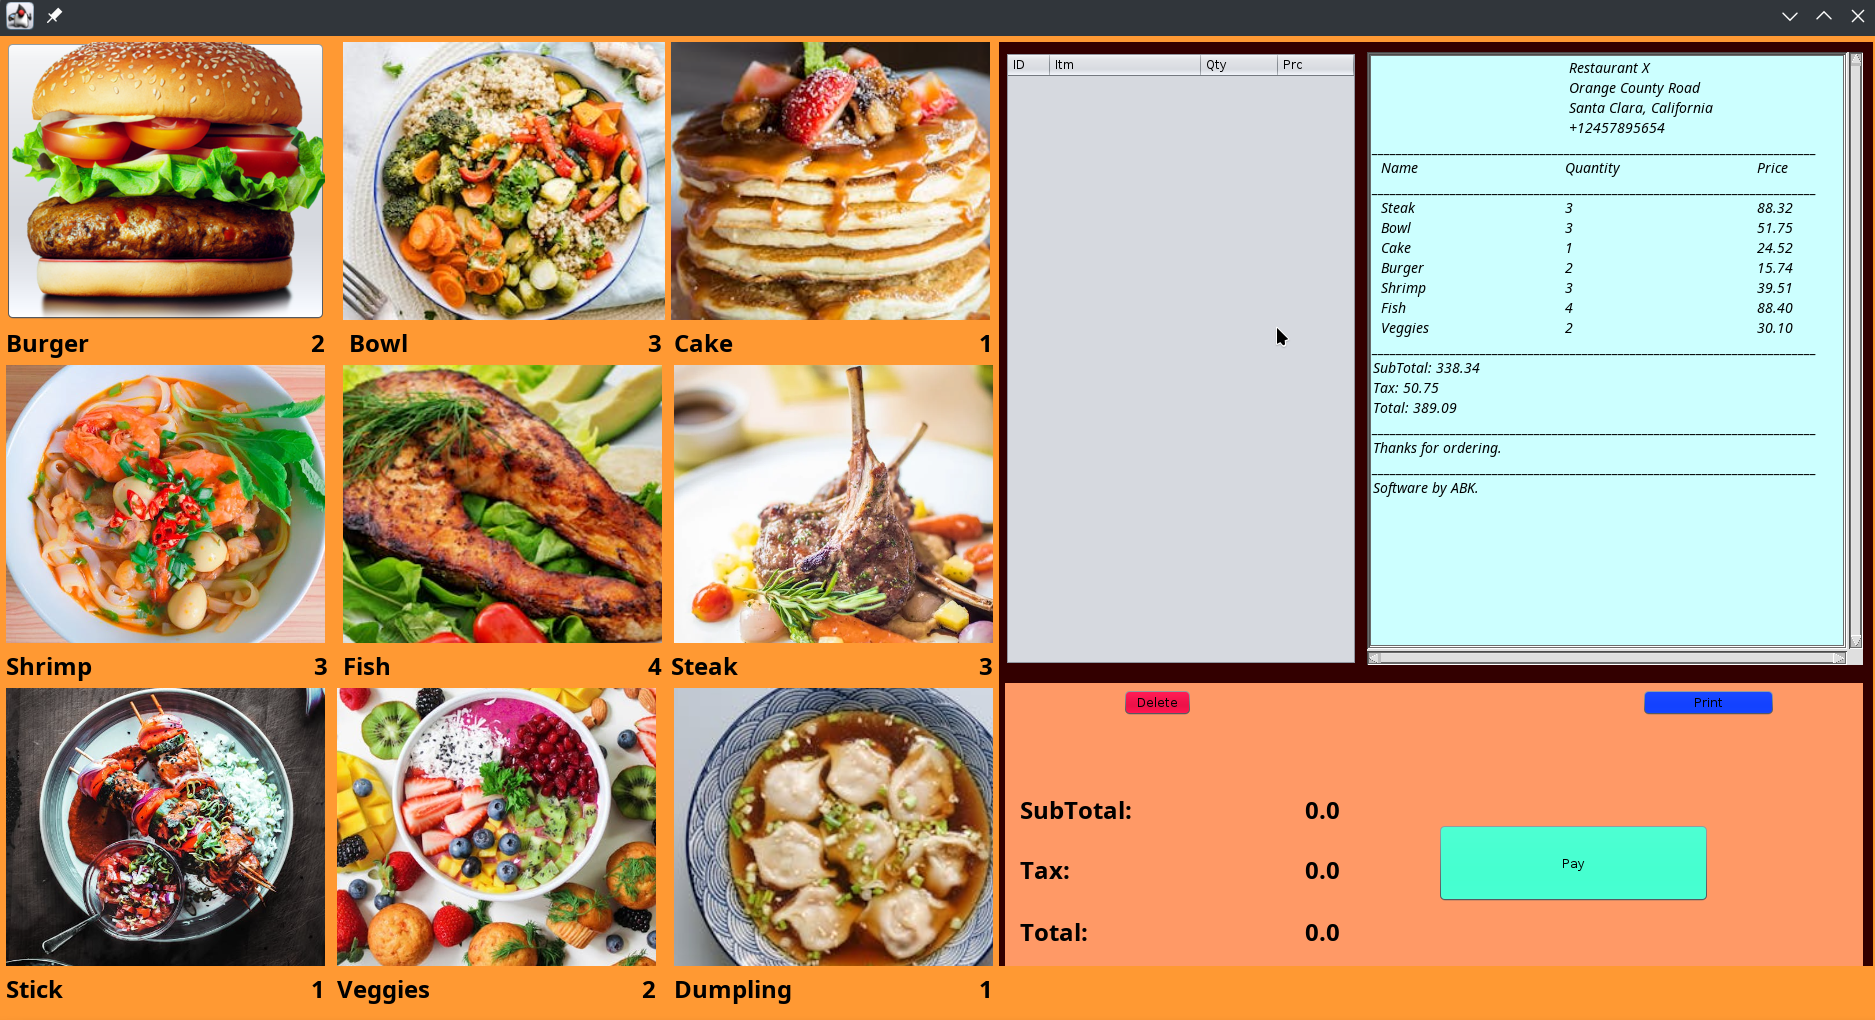 Burger 2
Bowl 3
Cake 1
Shrimp 3
Fish 4
Steak 3
Stick 1
Veggies 2
Dumpling 1
ID Itm Qty Prc
Restaurant X
Orange County Road
Santa Clara, California
+12457895654
Name Quantity Price
Steak 3 88.32
Bowl 3 51.75
Cake 1 24.52
Burger 2 15.74
Shrimp 3 39.51
Fish 4 88.40
Veggies 2 30.10
SubTotal: 338.34
Tax: 50.75
Total: 389.09
Thanks for ordering.
Software by ABK.
Delete
Print
SubTotal: 0.0
Tax: 0.0
Total: 0.0
Pay